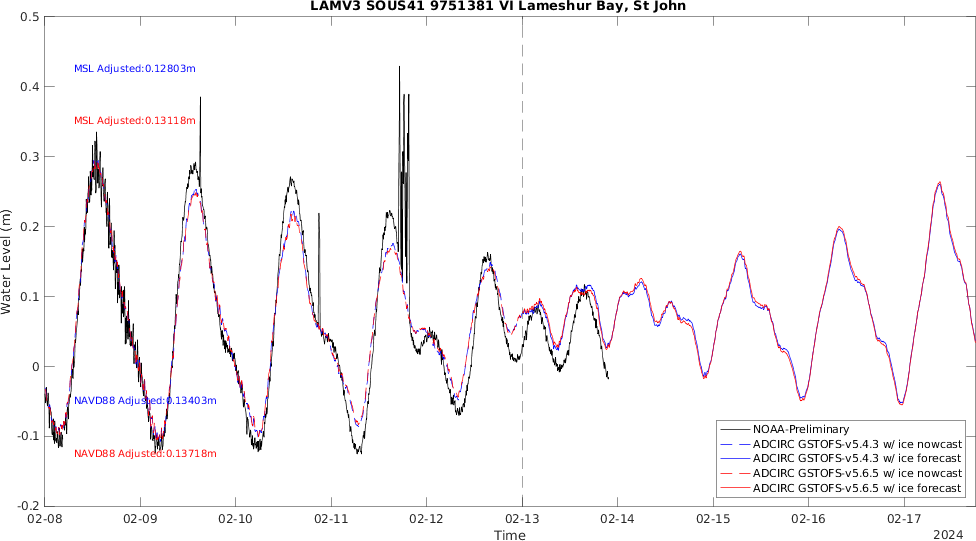 LAMV3 SOUS41 9751381 VI Lameshur Bay, St John
0.5
0.4
0.3
0.2
0.1
0
-0.1
-0.2
Water Level (m)
MSL Adjusted:0.12803m
MSL Adjusted:0.13118m
NAVD88 Adjusted:0.13403m
NAVD88 Adjusted:0.13718m
NOAA-Preliminary
ADCIRC GSTOFS-v5.4.3 w/ ice nowcast
ADCIRC GSTOFS-v5.4.3 w/ ice forecast
ADCIRC GSTOFS-v5.6.5 w/ ice nowcast
ADCIRC GSTOFS-v5.6.5 w/ ice forecast
02-08 02-09 02-10 02-11 02-12 02-13 02-14 02-15 02-16 02-17
Time
2024